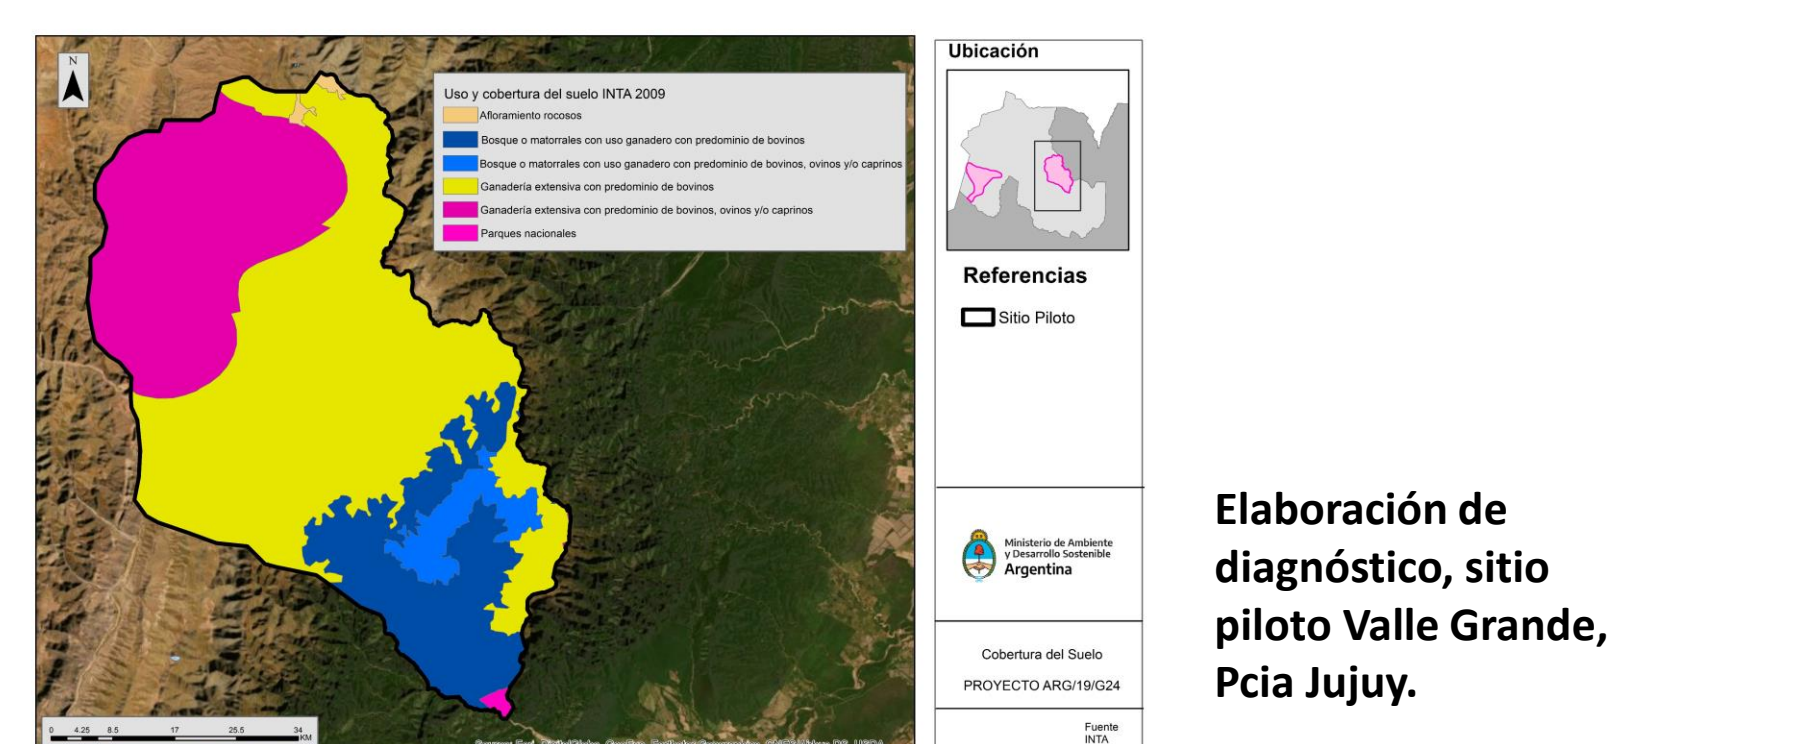 N
Uso y cobertura del suelo INTA 2009
Afloramiento rocosos
Bosque o matorrales con uso ganadero con predominio de bovinos
Bosque o matorrales con uso ganadero con predominio de bovinos, ovinos y/o caprinos
Ganadería extensiva con predominio de bovinos
Ganadería extensiva con predominio de bovinos, ovinos y/o caprinos
Parques nacionales
0 4.25 8.5 17 25.5 34
KM
Ubicación
Referencias
Sitio Piloto
Ministerio de Ambiente
y Desarrollo Sostenible
Argentina
Cobertura del Suelo
PROYECTO ARG/19/G24
Fuente
INTA
Elaboración de
diagnóstico, sitio
piloto Valle Grande,
Pcia Jujuy.